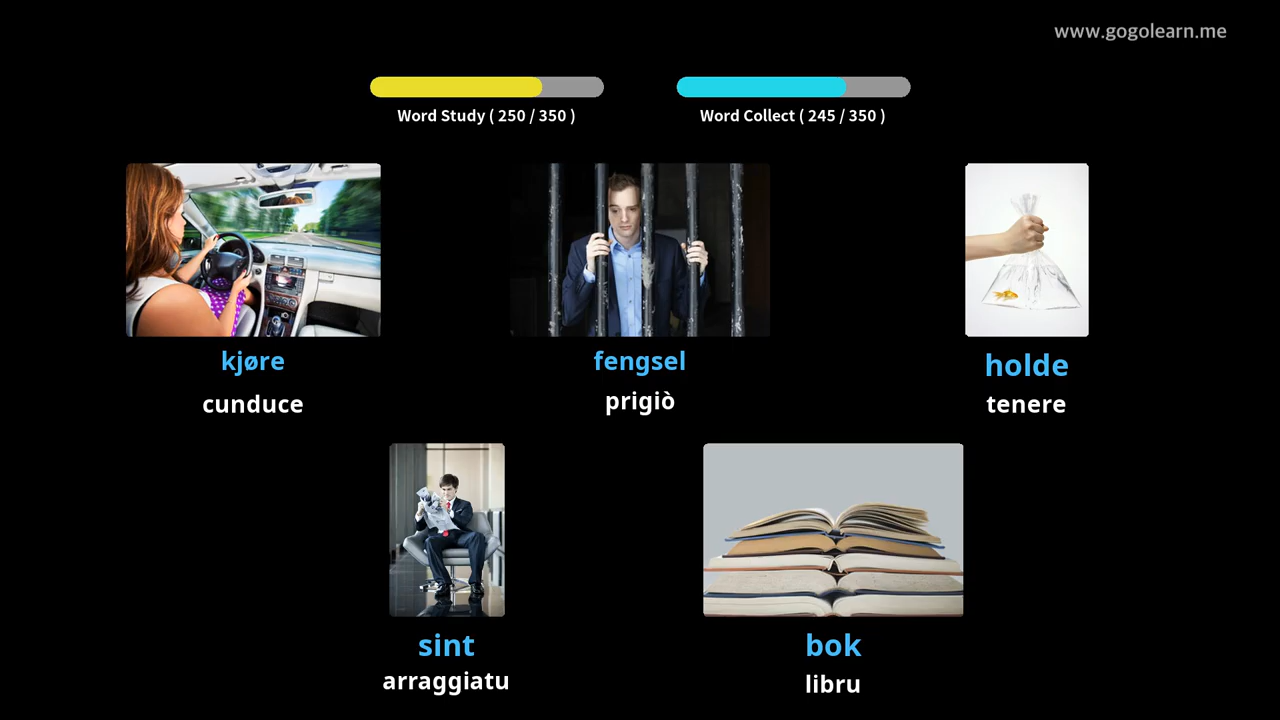 www.gogolearn.me
Word Study ( 250 / 350 )
Word Collect ( 245 / 350 )
kjøre
cunduce
fengsel
prigiò
holde
tenere
sint
arraggiatu
bok
libru